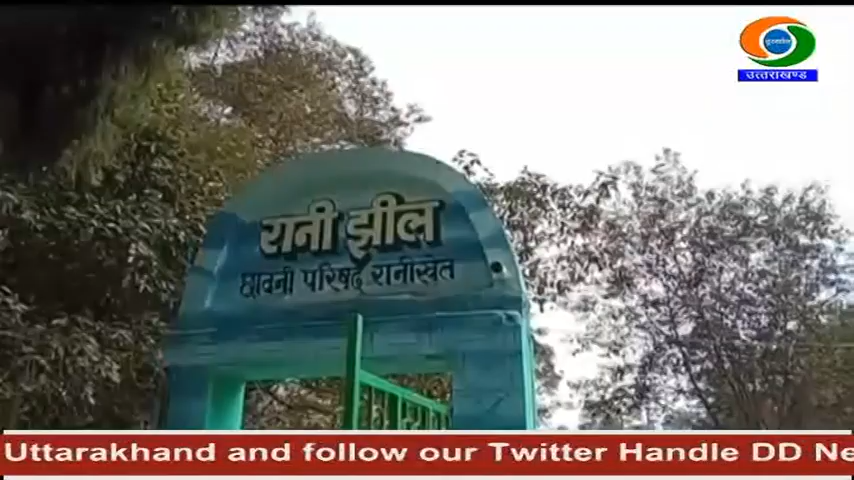 उत्तराखण्ड
रानी झील
छावनी परिषद रानीखेत
Uttarakhand and follow our Twitter Handle DD Ne